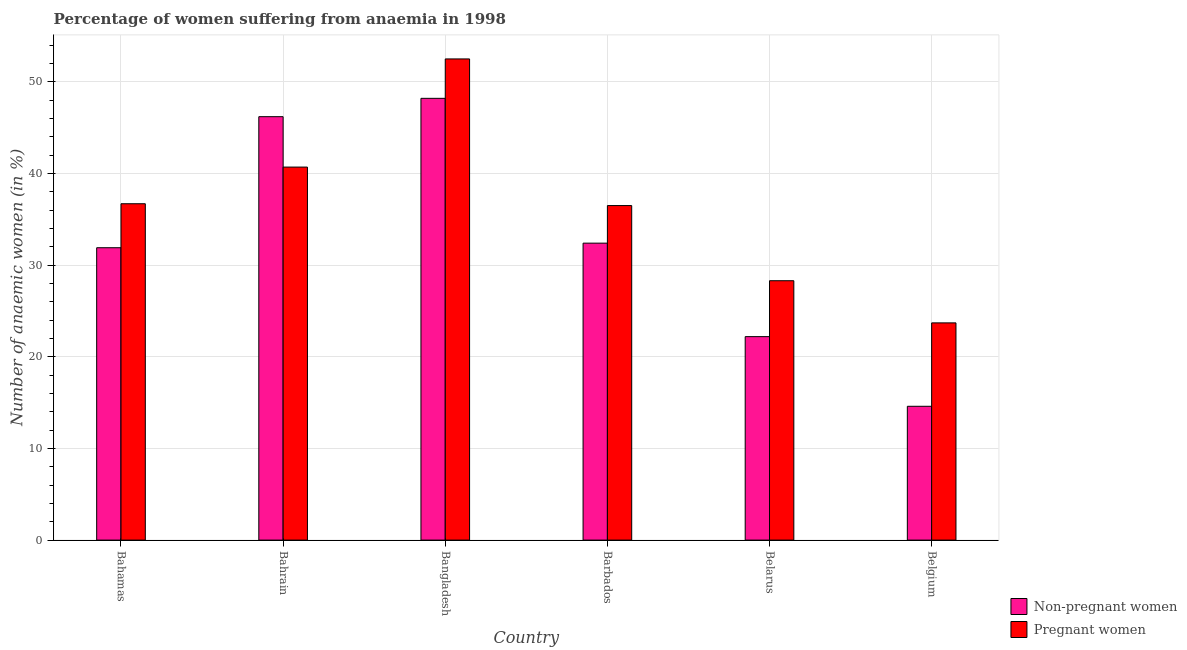 Percentage of women suffering from anaemia in 1998
Number of anaemic women (in %)
50
40
30
20
10
0
Bahamas
Bahrain
Bangladesh
Barbados
Belarus
Belgium
Country
Non-pregnant women
Pregnant women